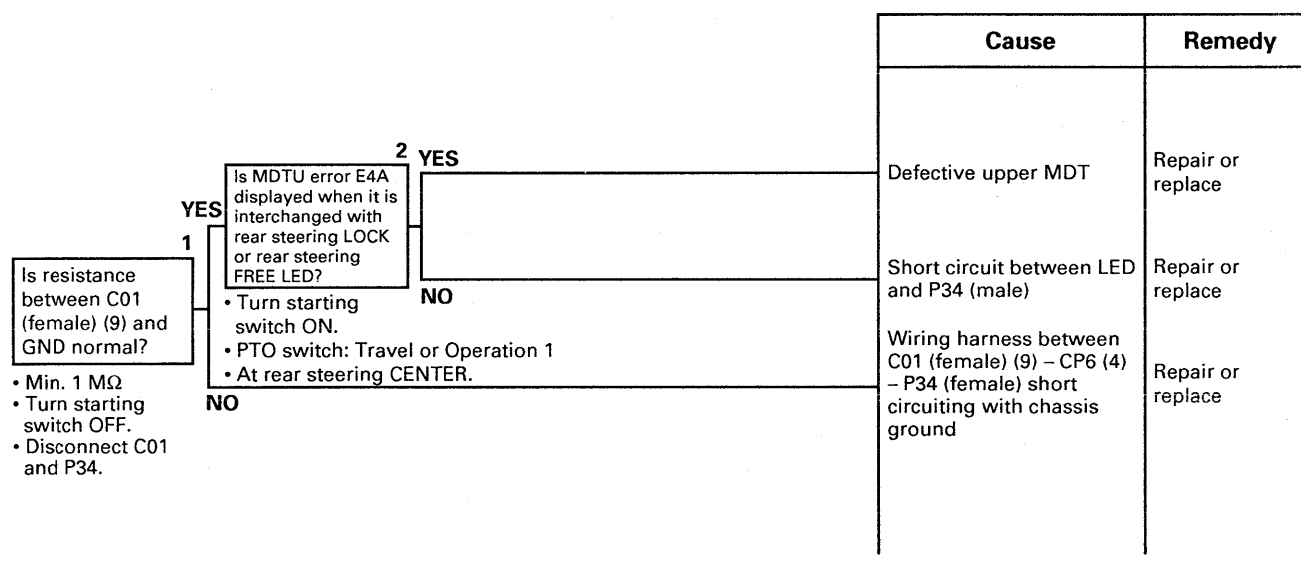 Cause
Remedy
2
YES
Is MDTU error E4A
displayed when it is
interchanged with
rear steering LOCK
or rear steering
FREE LED?
Defective upper MDT
Repair or
replace
YES
1
Is resistance
between C01
(female) (9) and
GND normal?
NO
Short circuit between LED
and P34 (male)
Repair or
replace
• Turn starting
switch ON.
• PTO switch: Travel or Operation 1
• At rear steering CENTER.
Wiring harness between
C01 (female) (9) – CP6 (4)
– P34 (female) short
circuiting with chassis
ground
Repair or
replace
• Min. 1 MΩ
• Turn starting
switch OFF.
• Disconnect C01
and P34.
NO